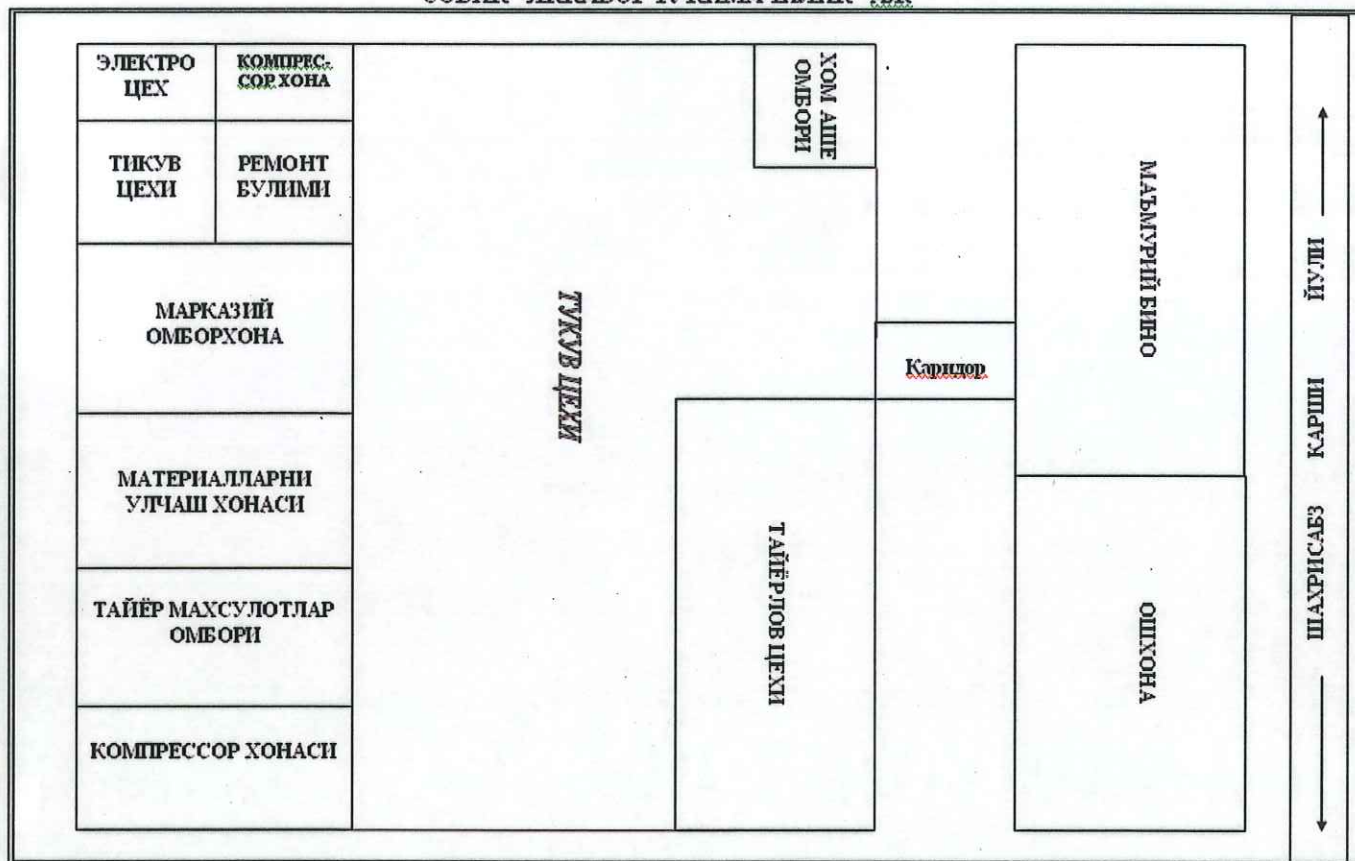 ЭЛЕКТРО
ЦЕХ
КОМПРЕС-
СОР ХОНА
ХОМ АШЕ
ОМБОРИ
ТИКУВ
ЦЕХИ
РЕМОНТ
БУЛИМИ
МАЪМУРИЙ БИНО
МАРКАЗИЙ
ОМБОРХОНА
ТУКУВ ЦЕХИ
Каридор
МАТЕРИАЛЛАРНИ
УЛЧАШ ХОНАСИ
ТАЙЁРЛОВ ЦЕХИ
ОШХОНА
ТАЙЁР МАХСУЛОТЛАР
ОМБОРИ
КОМПРЕССОР ХОНАСИ
ШАХРИСАБЗ КАРШИ ЙУЛИ